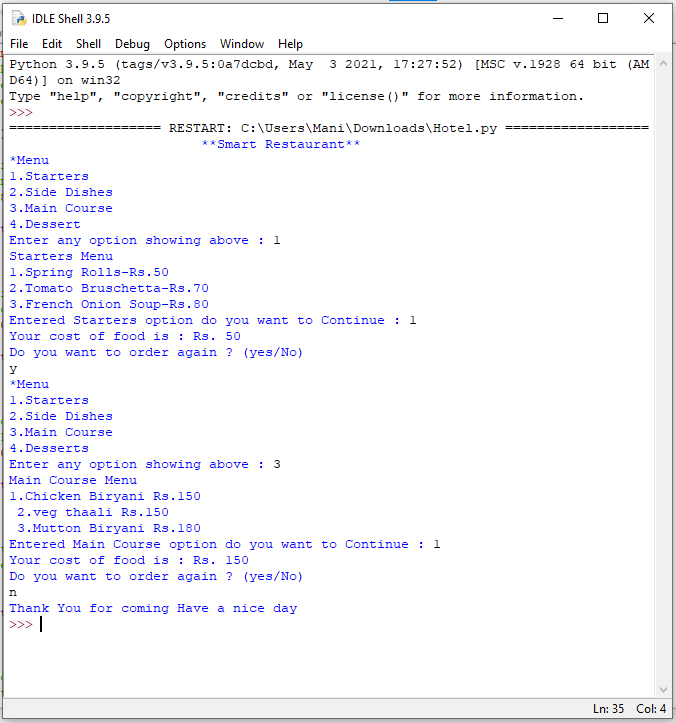 IDLE Shell 3.9.5
File Edit Shell Debug Options Window Help
Python 3.9.5 (tags/v3.9.5:0a7dcbd, May  3 2021, 17:27:52) [MSC v.1928 64 bit (AM
D64)] on win32
Type "help", "copyright", "credits" or "license()" for more information.
>>>
=================== RESTART: C:\Users\Mani\Downloads\Hotel.py ==================
**Smart Restaurant**
*Menu
1.Starters
2.Side Dishes
3.Main Course
4.Dessert
Enter any option showing above : 1
Starters Menu
1.Spring Rolls-Rs.50
2.Tomato Bruschetta-Rs.70
3.French Onion Soup-Rs.80
Entered Starters option do you want to Continue : 1
Your cost of food is : Rs. 50
Do you want to order again ? (yes/No)
y
*Menu
1.Starters
2.Side Dishes
3.Main Course
4.Desserts
Enter any option showing above : 3
Main Course Menu
1.Chicken Biryani Rs.150
 2.veg thaali Rs.150
 3.Mutton Biryani Rs.180
Entered Main Course option do you want to Continue : 1
Your cost of food is : Rs. 150
Do you want to order again ? (yes/No)
n
Thank You for coming Have a nice day
>>>
Ln: 35 Col: 4